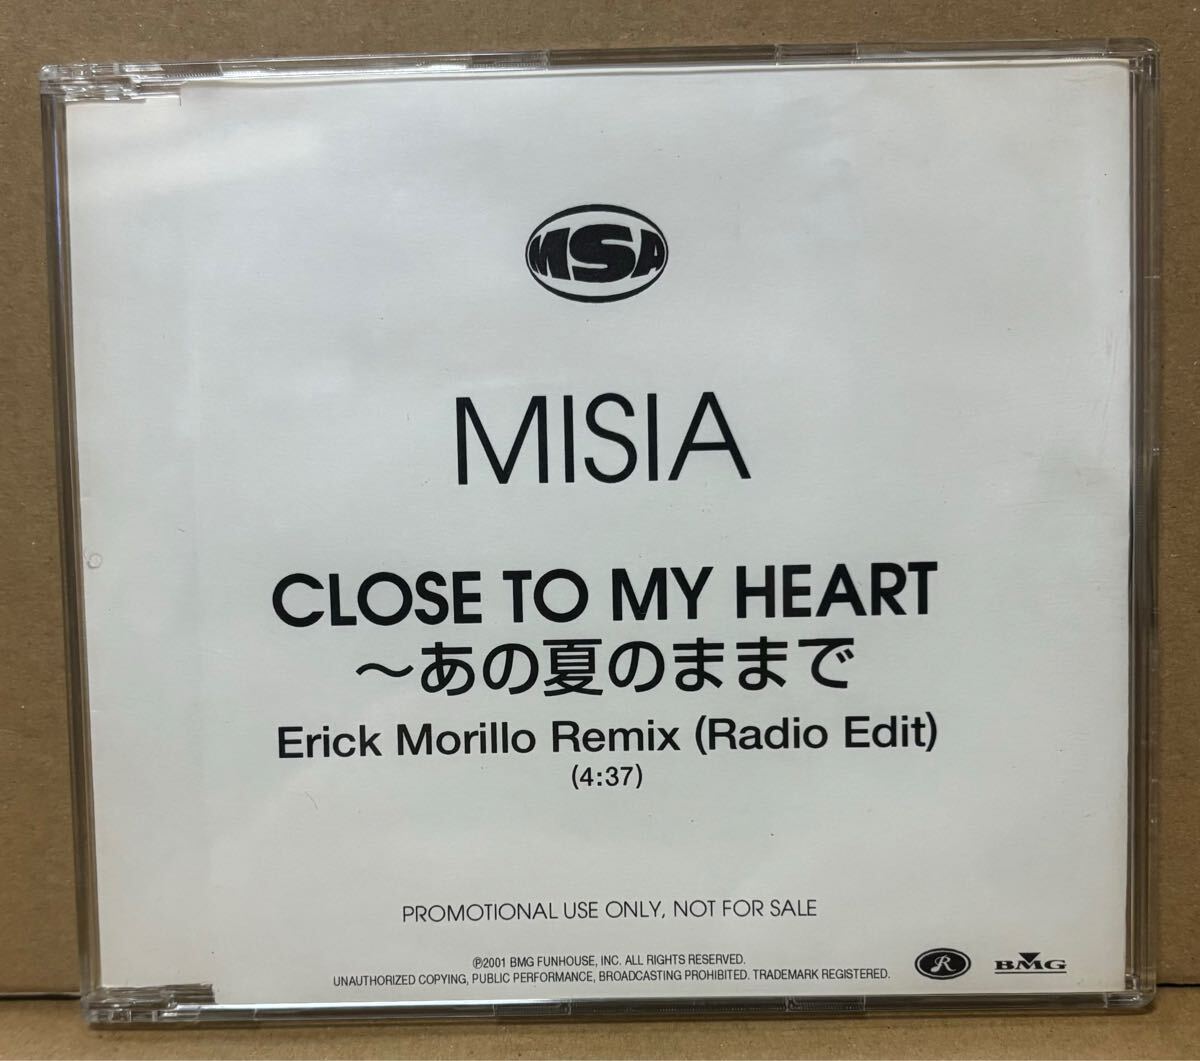 MSA
MISIA
CLOSE TO MY HEART
～あの夏のままで
Erick Morillo Remix (Radio Edit)
(4:37)
PROMOTIONAL USE ONLY, NOT FOR SALE
℗2001 BMG FUNHOUSE, INC. ALL RIGHTS RESERVED.
UNAUTHORIZED COPYING, PUBLIC PERFORMANCE, BROADCASTING PROHIBITED. TRADEMARK REGISTERED.
R
BMG